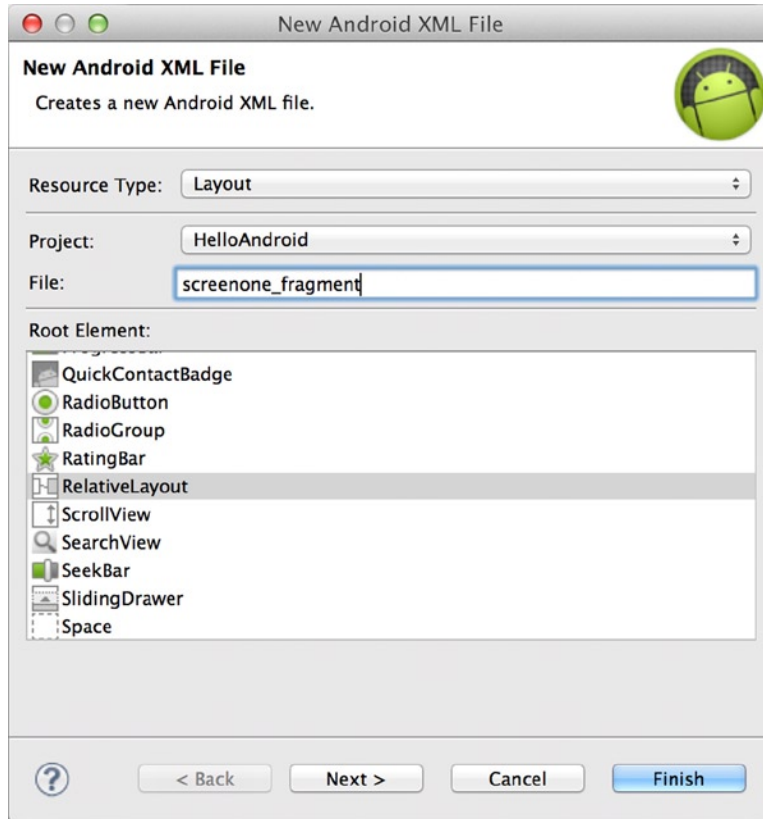 New Android XML File
New Android XML File
Creates a new Android XML file.
Resource Type: Layout
Project: HelloAndroid
File: screenone_fragment
Root Element:
QuickContactBadge
RadioButton
RadioGroup
RatingBar
RelativeLayout
ScrollView
SearchView
SeekBar
SlidingDrawer
Space
? < Back Next > Cancel Finish